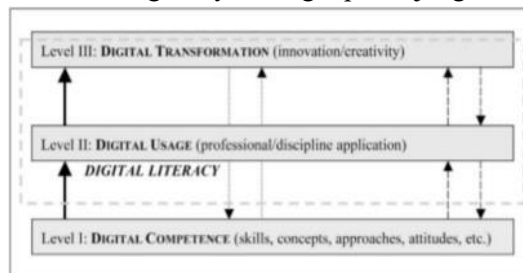 Level III: DIGITAL TRANSFORMATION (innovation/creativity)
Level II: DIGITAL USAGE (professional/discipline application)
DIGITAL LITERACY
Level I: DIGITAL COMPETENCE (skills, concepts, approaches, attitudes, etc.)